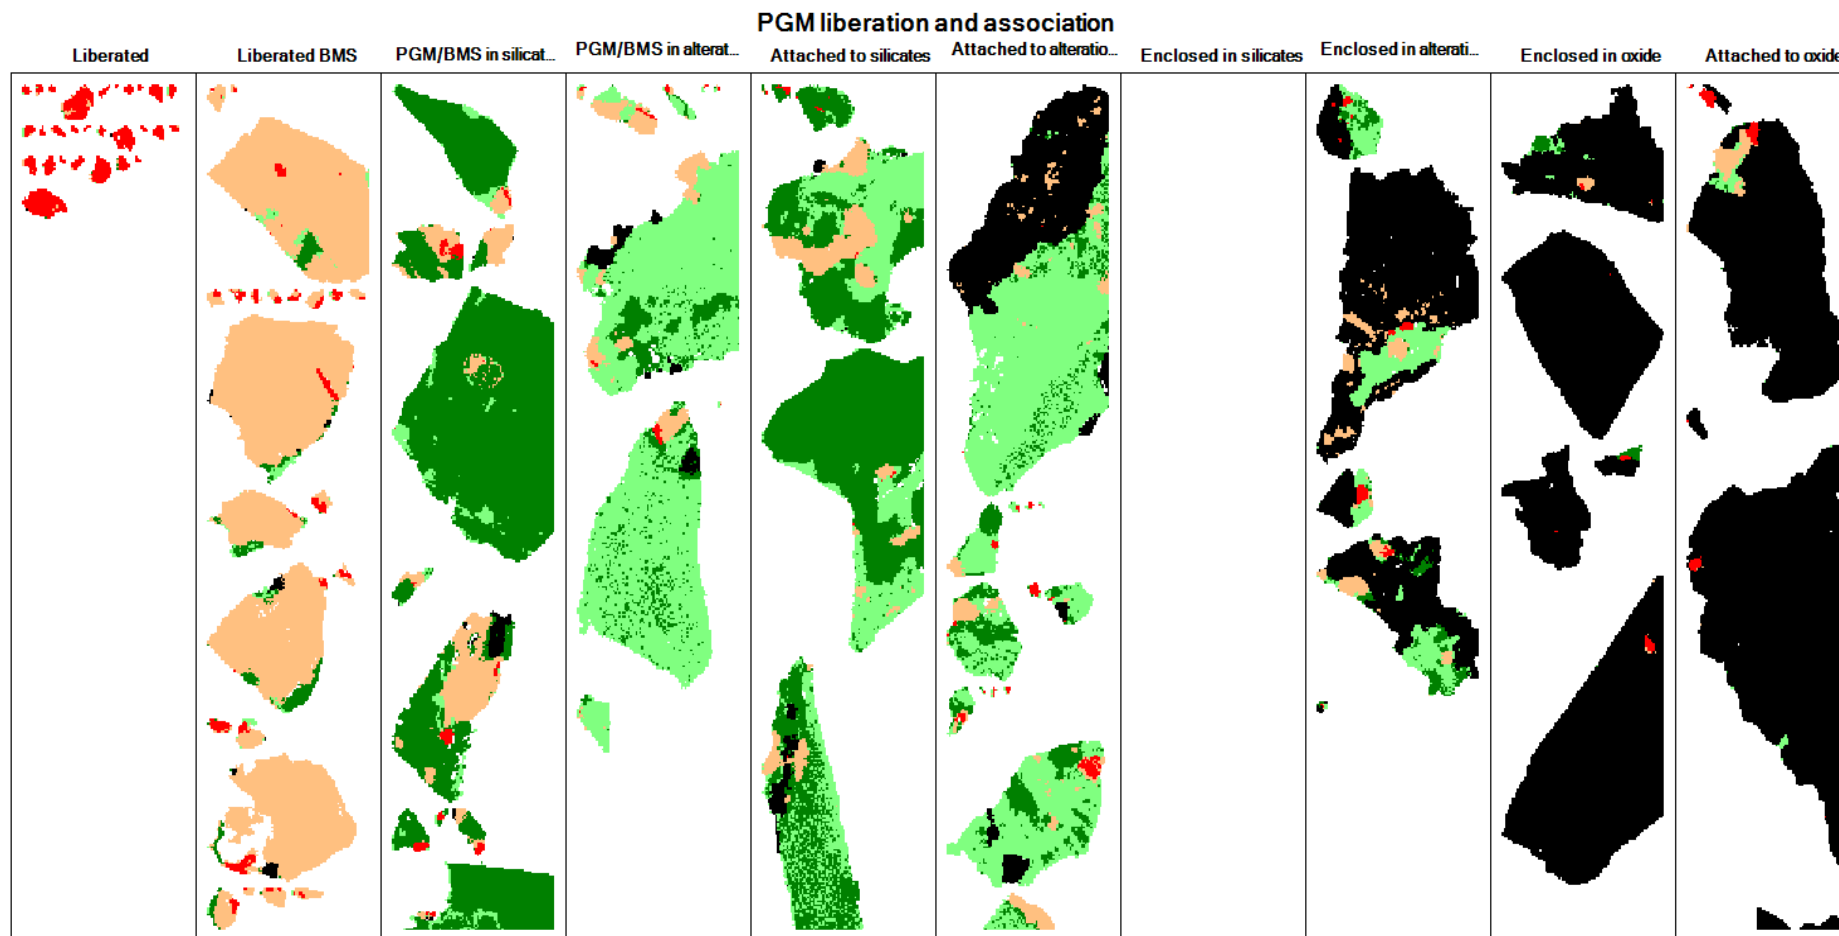 PGM liberation and association
Liberated
Liberated BMS
PGM/BMS in silicat...
PGM/BMS in alterat...
Attached to silicates
Attached to alteratio...
Enclosed in silicates
Enclosed in alterati...
Enclosed in oxide
Attached to oxide